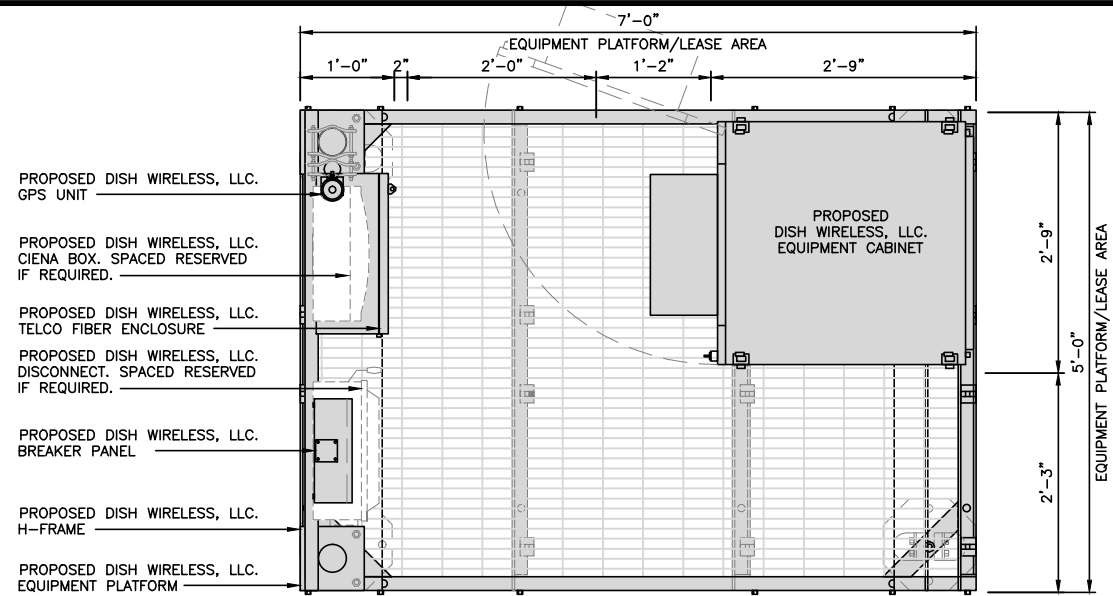 7'-0"
EQUIPMENT PLATFORM/LEASE AREA
1'-0"
2"
2'-0"
1'-2"
2'-9"
PROPOSED DISH WIRELESS, LLC.
GPS UNIT
PROPOSED DISH WIRELESS, LLC.
CIENA BOX. SPACED RESERVED
IF REQUIRED.
PROPOSED DISH WIRELESS, LLC.
TELCO FIBER ENCLOSURE
PROPOSED DISH WIRELESS, LLC.
DISCONNECT. SPACED RESERVED
IF REQUIRED.
PROPOSED DISH WIRELESS, LLC.
BREAKER PANEL
PROPOSED DISH WIRELESS, LLC.
H-FRAME
PROPOSED DISH WIRELESS, LLC.
EQUIPMENT PLATFORM
PROPOSED
DISH WIRELESS, LLC.
EQUIPMENT CABINET
2'-9"
2'-3"
5'-0"
EQUIPMENT PLATFORM/LEASE AREA